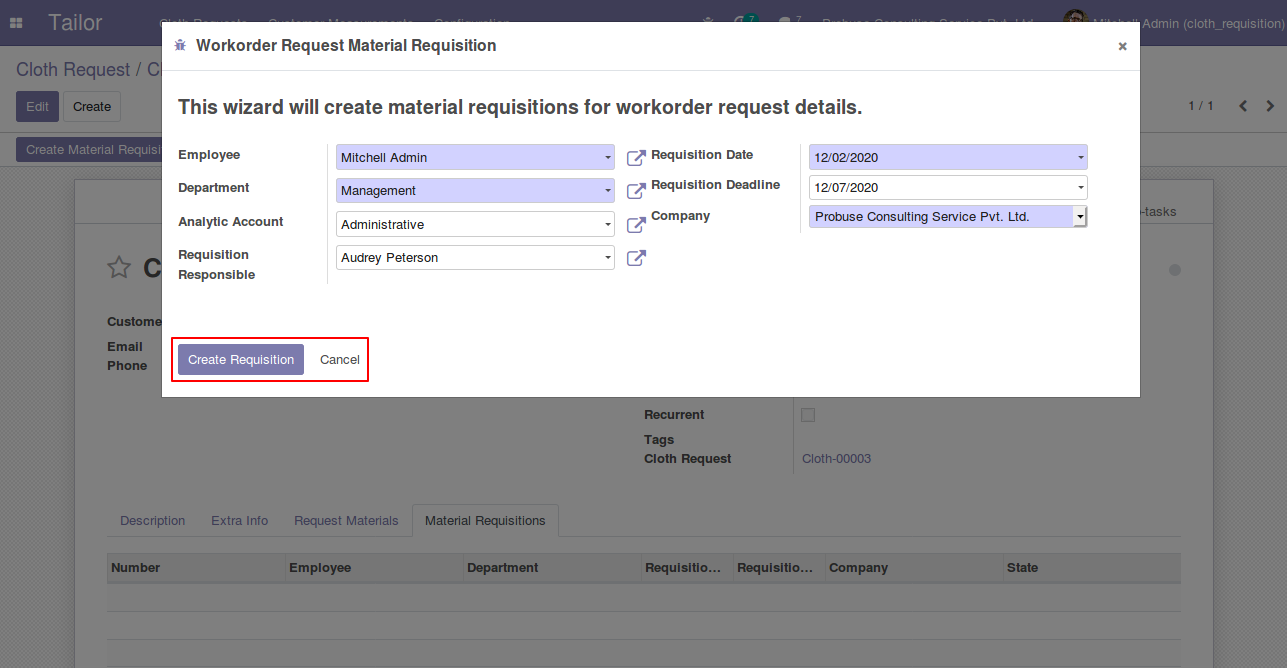 Tailor
Cloth Requests Customer Measurements Configuration 7 7 Probuse Consulting Service Pvt. Ltd. Mitchell Admin (cloth_requisition)
Workorder Request Material Requisition ×
Cloth Request / C
Edit Create
1 / 1
Create Material Requisi
This wizard will create material requisitions for workorder request details.
Employee Mitchell Admin
Requisition Date 12/02/2020
Department Management
Requisition Deadline 12/07/2020
Analytic Account Administrative
Company Probuse Consulting Service Pvt. Ltd.
Requisition Responsible Audrey Peterson
-tasks
C
Custome
Email
Phone
Create Requisition Cancel
Recurrent
Tags
Cloth Request Cloth-00003
Description Extra Info Request Materials Material Requisitions
Number Employee Department Requisitio... Requisitio... Company State